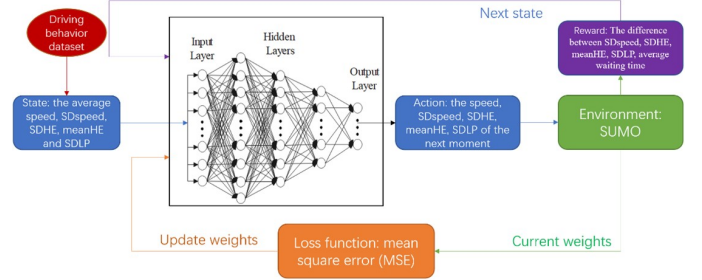 Driving
behavior
dataset
Next state
Reward: The difference
between SDspeed, SDHE,
meanHE, SDLP, average
waiting time
Input
Layer
Hidden
Layers
Output
Layer
State: the average
speed, SDspeed,
SDHE, meanHE
and SDLP
Action: the speed,
SDspeed, SDHE,
meanHE, SDLP of the
next moment
Environment:
SUMO
Update weights
Loss function: mean
square error (MSE)
Current weights